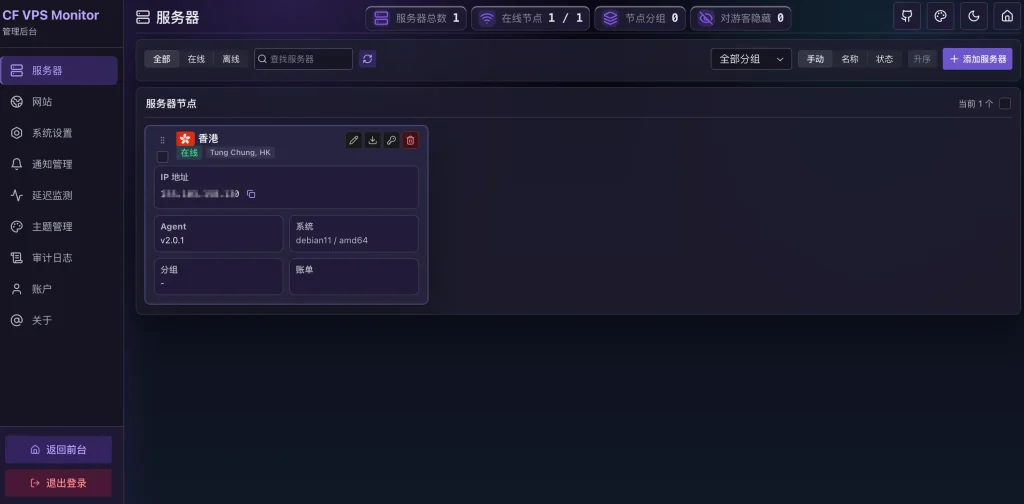 CF VPS Monitor
管理后台
服务器
网站
系统设置
通知管理
延迟监测
主题管理
审计日志
账户
关于
返回前台
退出登录
服务器
服务器总数 1
在线节点 1 / 1
节点分组 0
对游客隐藏 0
全部 在线 离线 查找服务器
全部分组 手动 名称 状态 升序 添加服务器
服务器节点
当前 1 个
香港
在线 Tung Chung, HK
IP 地址
Agent
v2.0.1
系统
debian11 / amd64
分组
-
账单